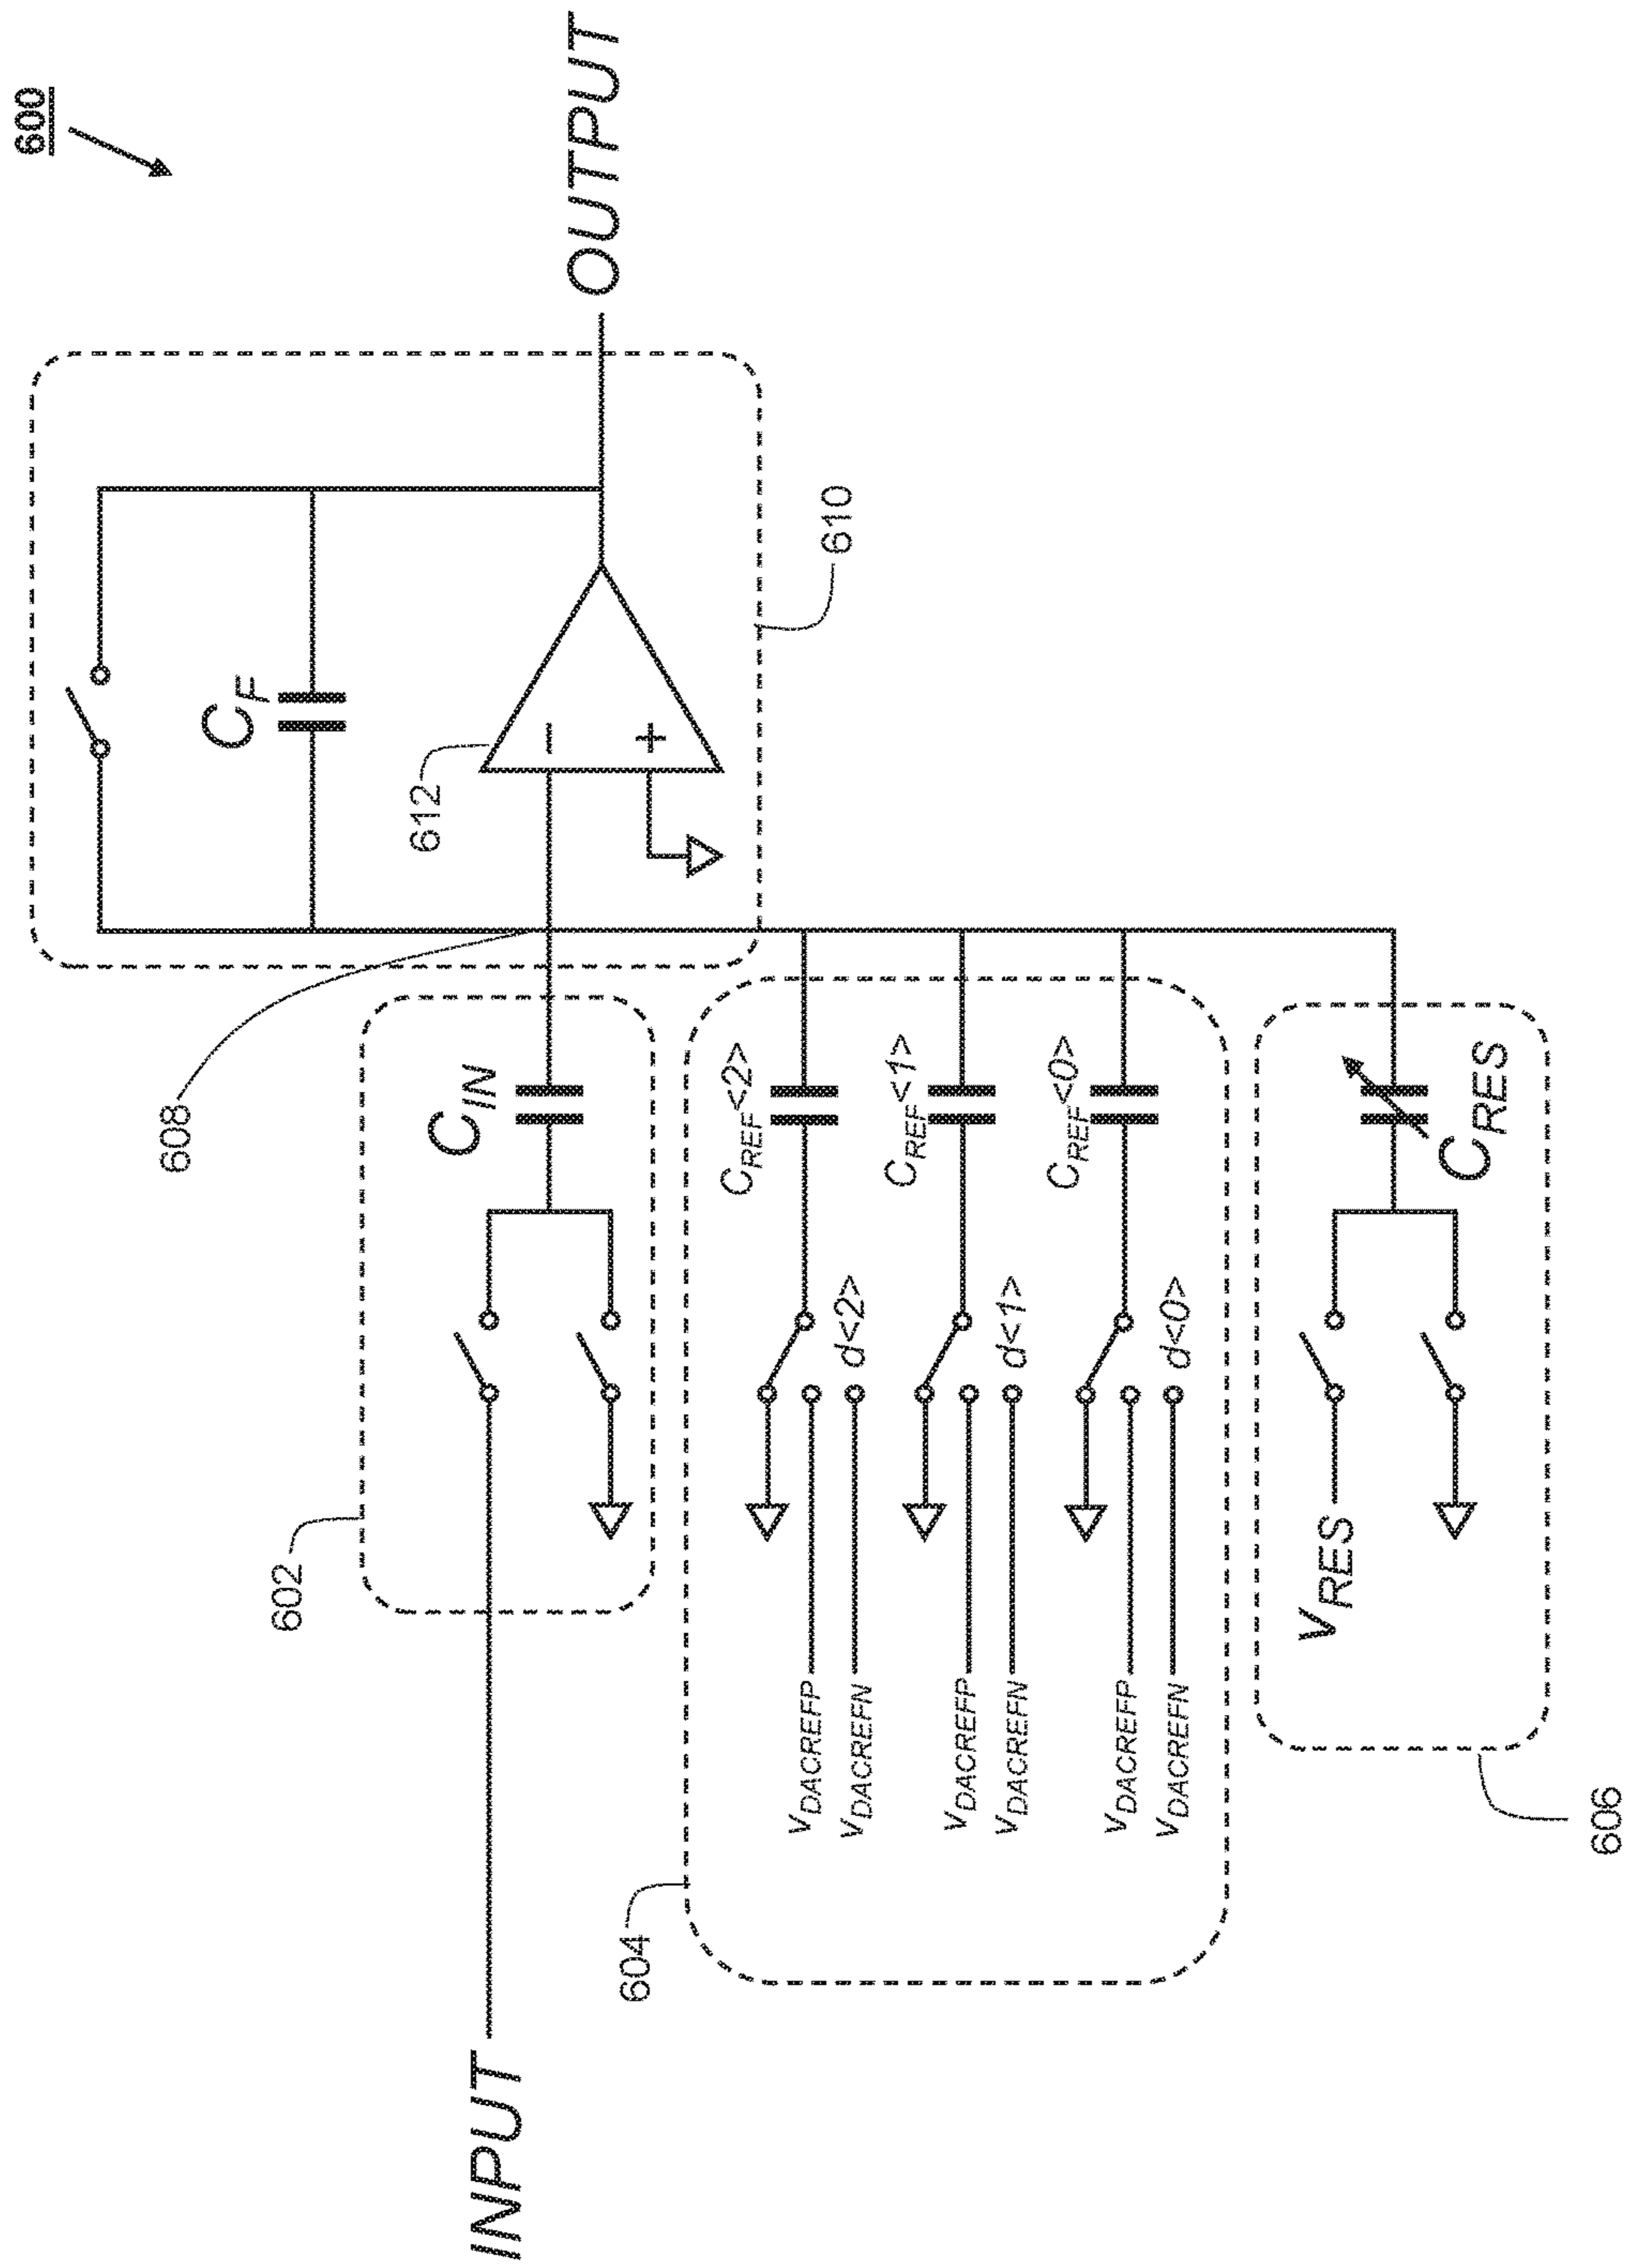 600
OUTPUT
C_F
612
610
608
602
C_IN
INPUT
604
C_REF<2>
d<2>
V_DACREFP
V_DACREFN
C_REF<1>
d<1>
V_DACREFP
V_DACREFN
C_REF<0>
d<0>
V_DACREFP
V_DACREFN
V_RES
C_RES
606